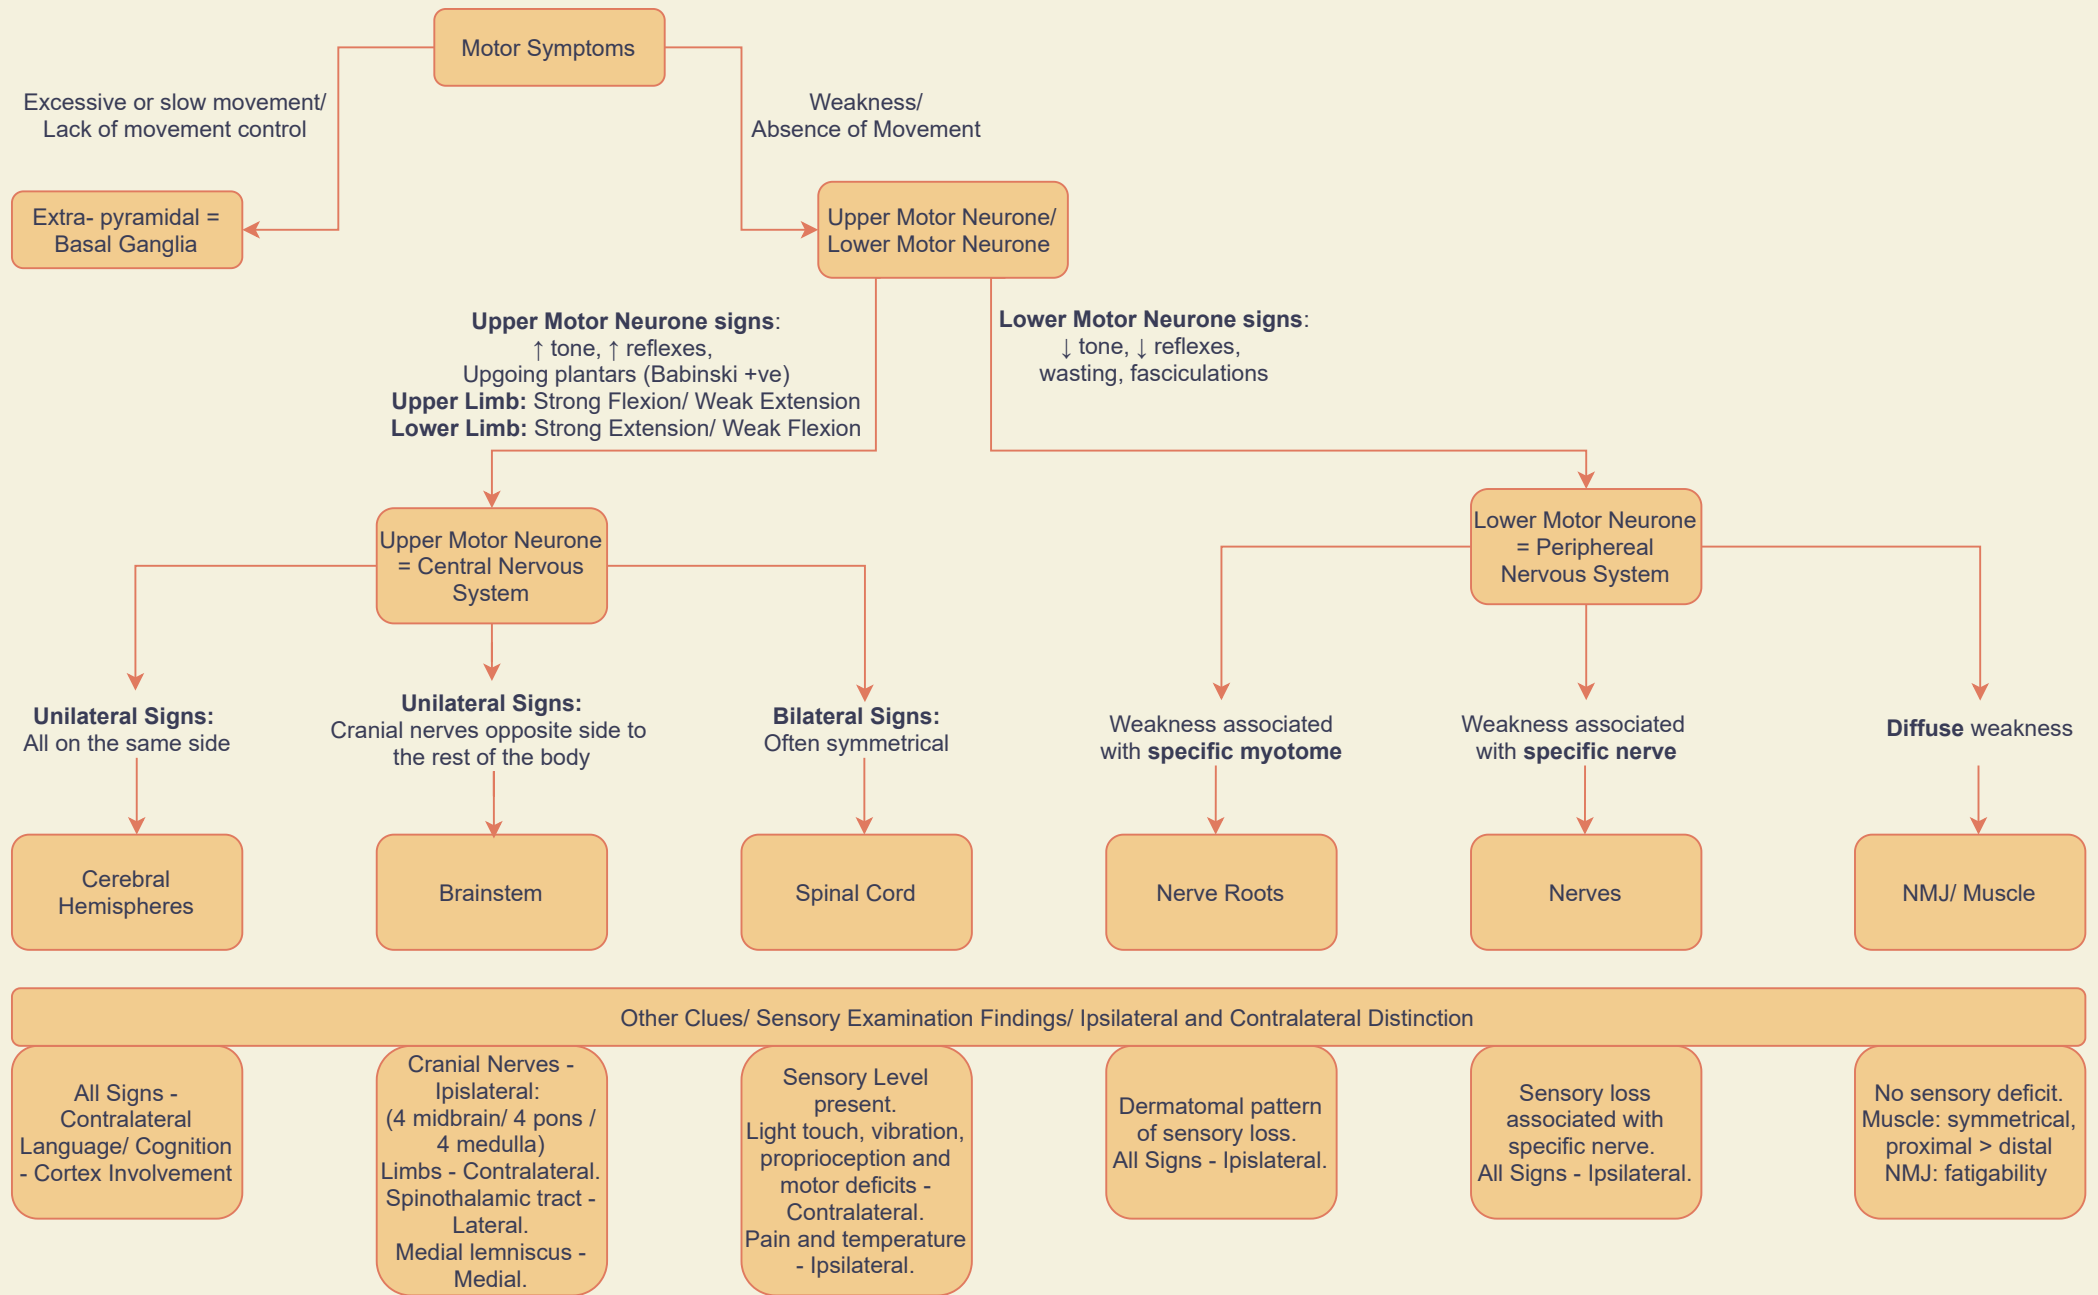 Motor Symptoms
Excessive or slow movement/
Lack of movement control
Weakness/
Absence of Movement
Extra- pyramidal =
Basal Ganglia
Upper Motor Neurone/
Lower Motor Neurone
Upper Motor Neurone signs:
↑ tone, ↑ reflexes,
Upgoing plantars (Babinski +ve)
Upper Limb: Strong Flexion/ Weak Extension
Lower Limb: Strong Extension/ Weak Flexion
Lower Motor Neurone signs:
↓ tone, ↓ reflexes,
wasting, fasciculations
Upper Motor Neurone
= Central Nervous
System
Lower Motor Neurone
= Periphereal
Nervous System
Unilateral Signs:
All on the same side
Unilateral Signs:
Cranial nerves opposite side to
the rest of the body
Bilateral Signs:
Often symmetrical
Weakness associated
with specific myotome
Weakness associated
with specific nerve
Diffuse weakness
Cerebral
Hemispheres
Brainstem
Spinal Cord
Nerve Roots
Nerves
NMJ/ Muscle
Other Clues/ Sensory Examination Findings/ Ipsilateral and Contralateral Distinction
All Signs -
Contralateral
Language/ Cognition
- Cortex Involvement
Cranial Nerves -
Ipislateral:
(4 midbrain/ 4 pons /
4 medulla)
Limbs - Contralateral.
Spinothalamic tract -
Lateral.
Medial lemniscus -
Medial.
Sensory Level
present.
Light touch, vibration,
proprioception and
motor deficits -
Contralateral.
Pain and temperature
- Ipsilateral.
Dermatomal pattern
of sensory loss.
All Signs - Ipislateral.
Sensory loss
associated with
specific nerve.
All Signs - Ipsilateral.
No sensory deficit.
Muscle: symmetrical,
proximal > distal
NMJ: fatigability